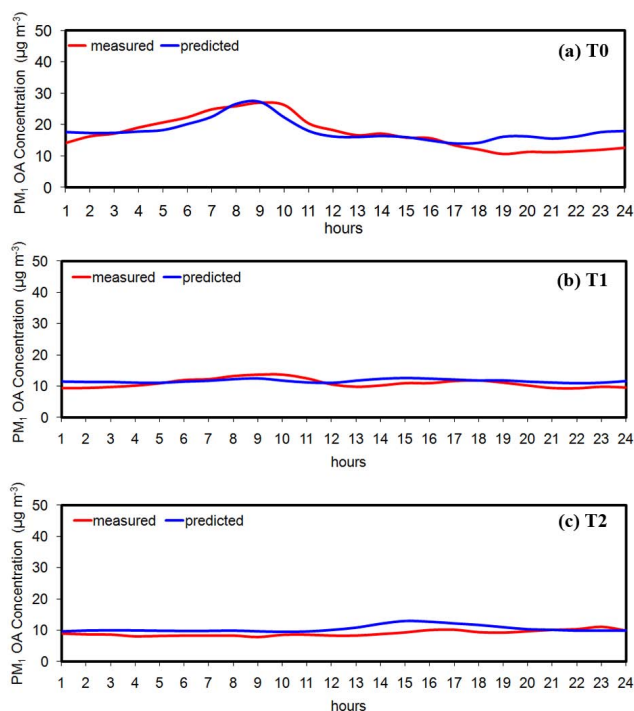 PM₁ OA Concentration (µg m⁻³)
measured predicted
(a) T0
50
40
30
20
10
0
1 2 3 4 5 6 7 8 9 10 11 12 13 14 15 16 17 18 19 20 21 22 23 24
hours
PM₁ OA Concentration (µg m⁻³)
measured predicted
(b) T1
50
40
30
20
10
0
1 2 3 4 5 6 7 8 9 10 11 12 13 14 15 16 17 18 19 20 21 22 23 24
hours
PM₁ OA Concentration (µg m⁻³)
measured predicted
(c) T2
50
40
30
20
10
0
1 2 3 4 5 6 7 8 9 10 11 12 13 14 15 16 17 18 19 20 21 22 23 24
hours